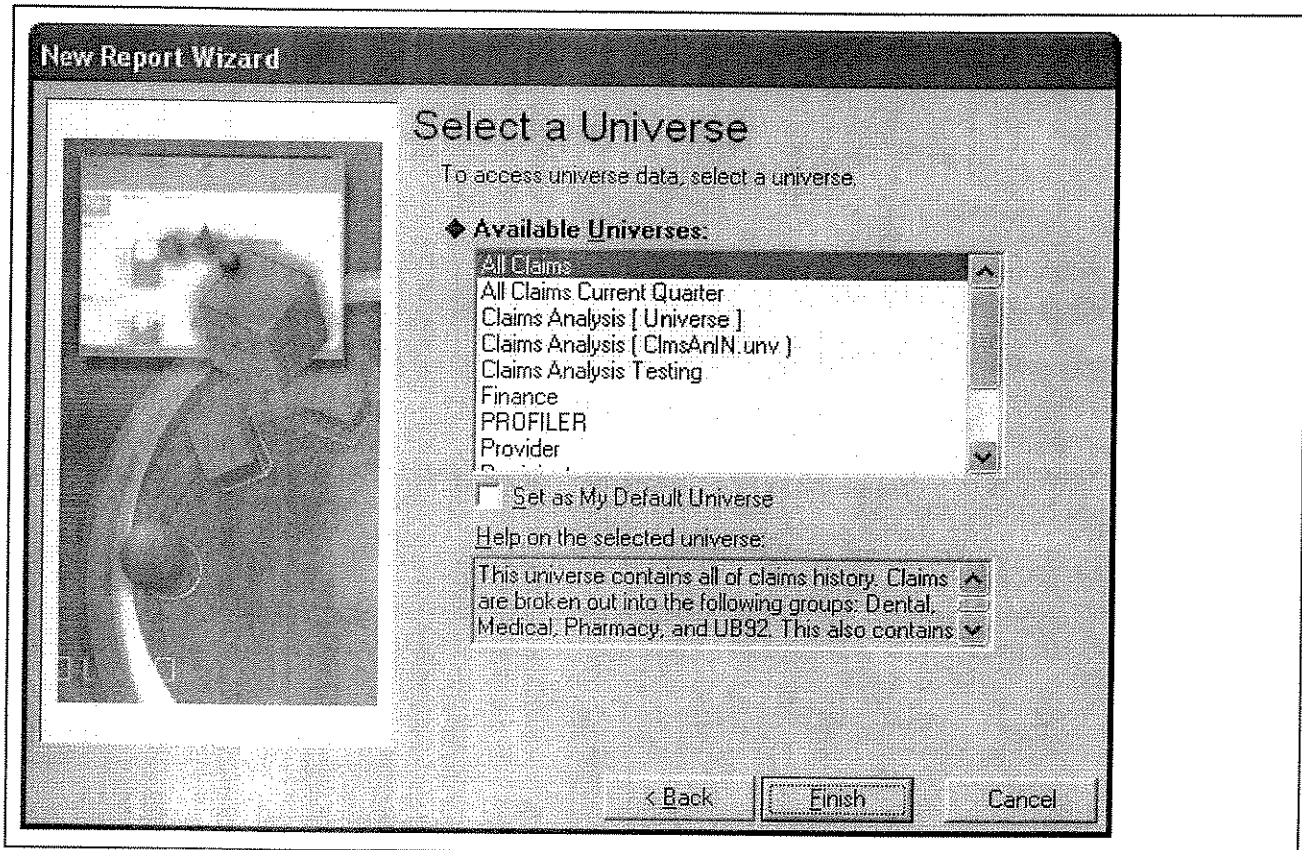 New Report Wizard
Select a Universe
To access universe data, select a universe.
Available Universes:
All Claims
All Claims Current Quarter
Claims Analysis [ Universe ]
Claims Analysis [ ClmsAnIN.unv ]
Claims Analysis Testing
Finance
PROFILER
Provider
Set as My Default Universe
Help on the selected universe:
This universe contains all of claims history. Claims
are broken out into the following groups: Dental,
Medical, Pharmacy, and UB92. This also contains
< Back
Finish
Cancel